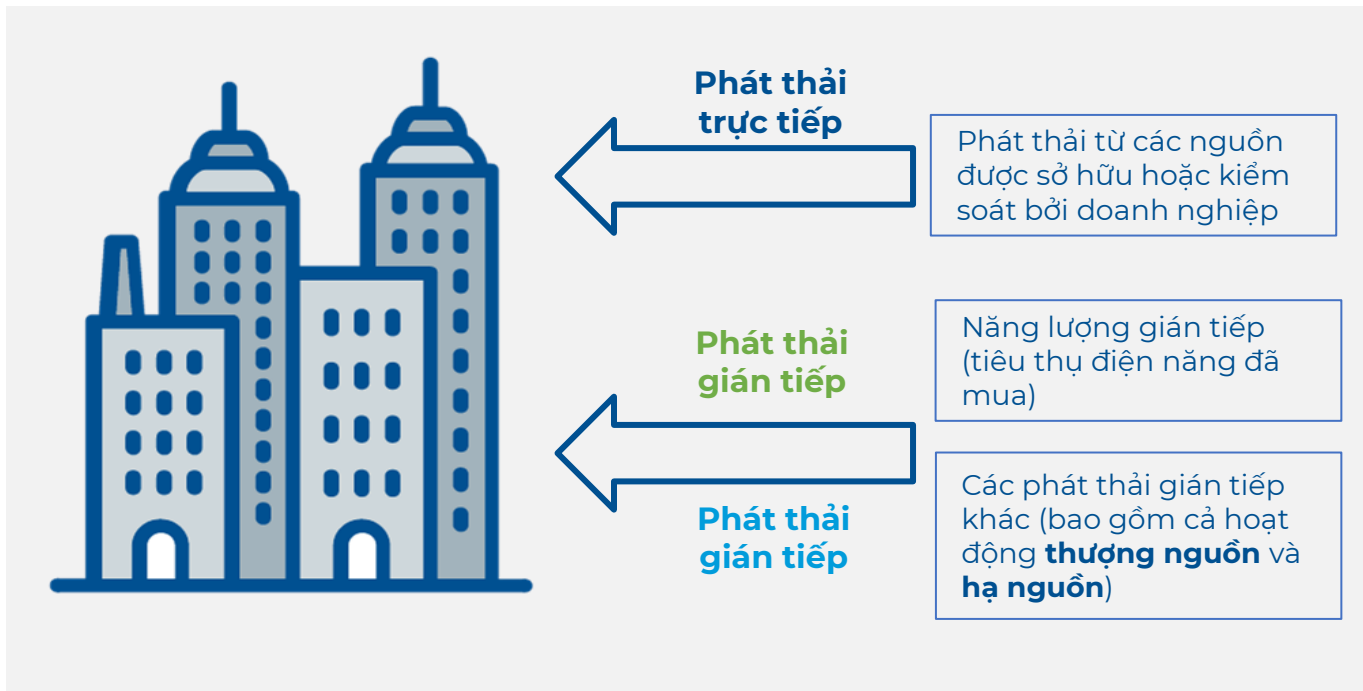 Phát thải
trực tiếp
Phát thải từ các nguồn
được sở hữu hoặc kiểm
soát bởi doanh nghiệp
Phát thải
gián tiếp
Năng lượng gián tiếp
(tiêu thụ điện năng đã
mua)
Phát thải
gián tiếp
Các phát thải gián tiếp
khác (bao gồm cả hoạt
động thượng nguồn và
hạ nguồn)